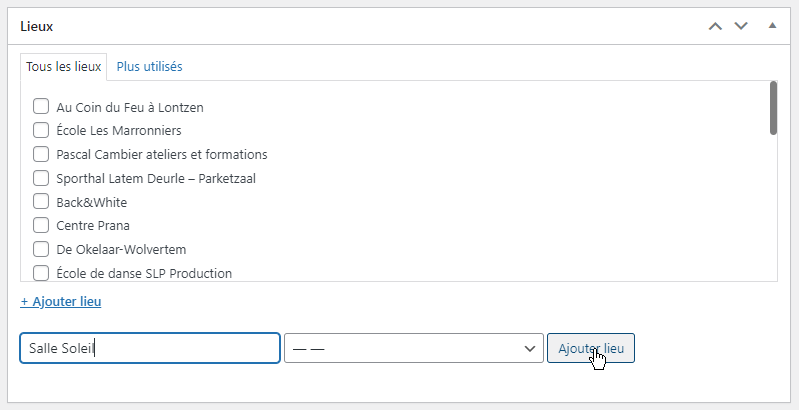 Lieux
Tous les lieux Plus utilisés
Au Coin du Feu à Lontzen
École Les Marronniers
Pascal Cambier ateliers et formations
Sporthal Latem Deurle – Parketzaal
Back&White
Centre Prana
De Okelaar-Wolvertem
École de danse SLP Production
+ Ajouter lieu
Salle Soleil — — Ajouter lieu